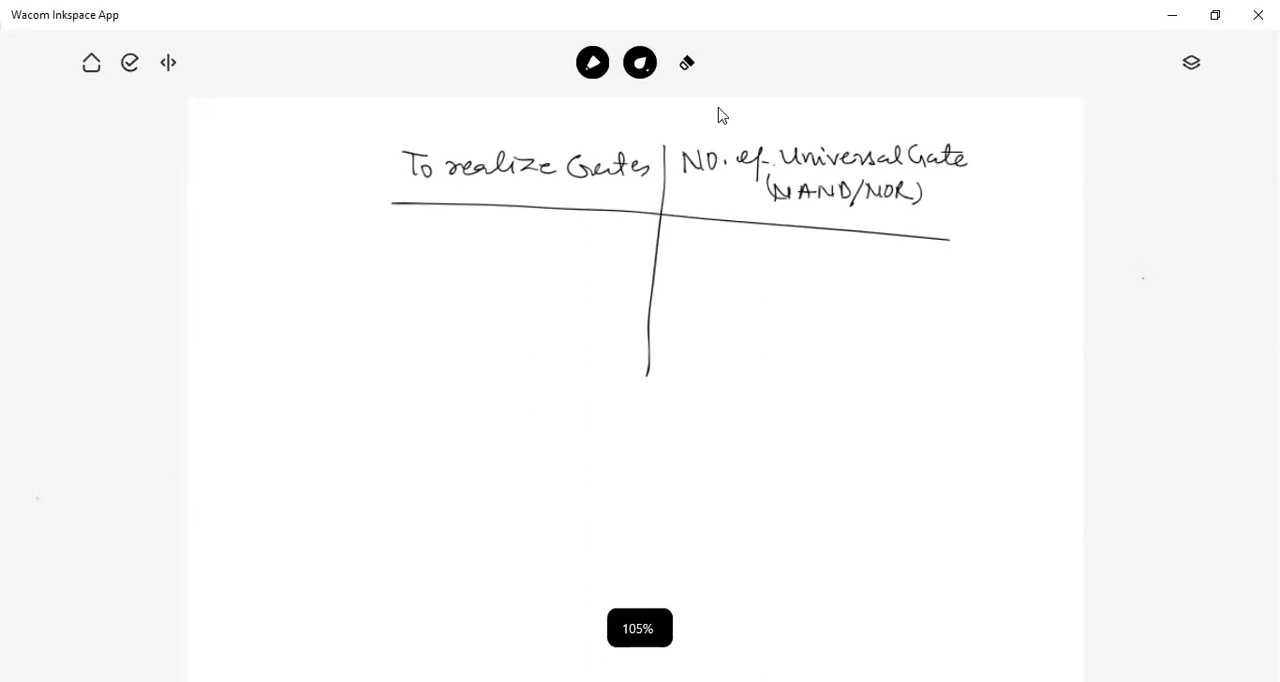 Wacom Inkspace App
To realize Gates
NO. of. Universal Gate
(NAND/NOR)
105%